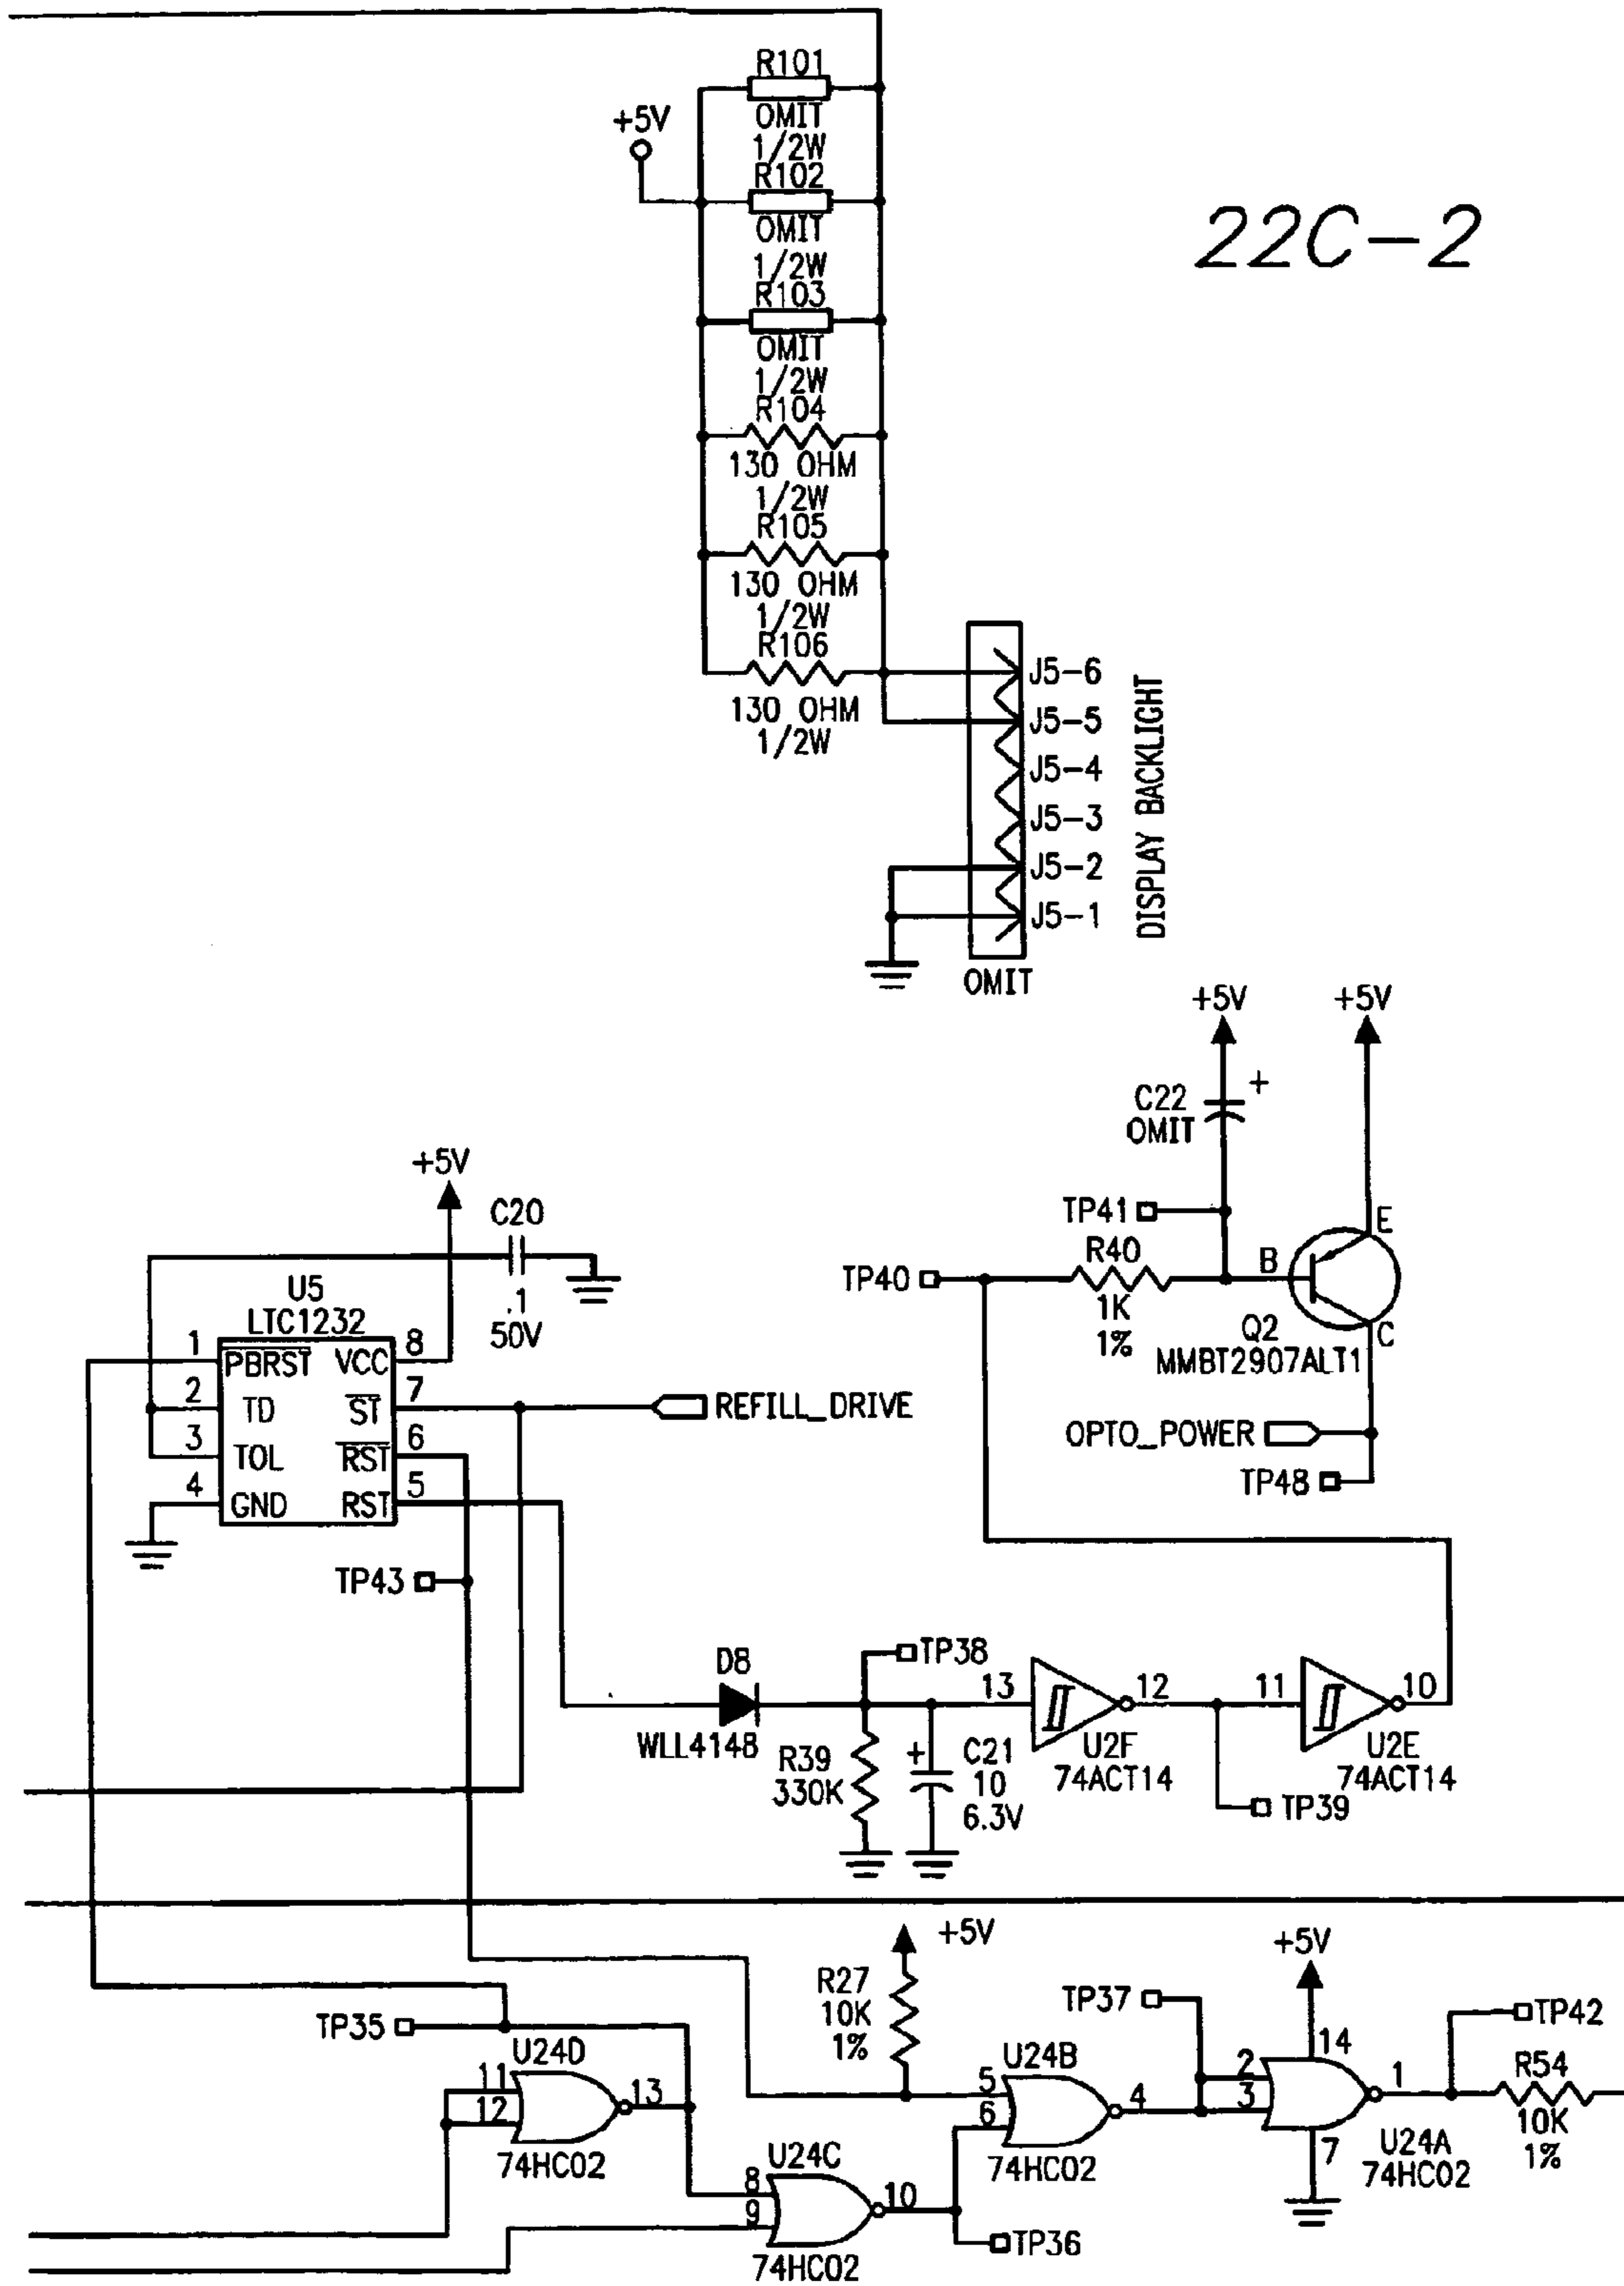 R101
OMIT
1/2W
+5V
R102
OMIT
1/2W
22C-2
R103
OMIT
1/2W
R104
130 OHM
1/2W
R105
130 OHM
1/2W
R106
130 OHM
1/2W
J5-6
J5-5
J5-4
J5-3
J5-2
J5-1
DISPLAY BACKLIGHT
OMIT
+5V
+5V
C22
OMIT
+
TP41
R40
1K
1%
TP40
B
E
C
Q2
MMBT2907ALT1
OPTO_POWER
TP48
+5V
C20
.1
50V
U5
LTC1232
1 PBRST VCC 8
2 TD ST 7
3 TOL RST 6
4 GND RST 5
REFILL_DRIVE
TP43
D8
WLL4148
TP38
R39
330K
+
C21
10
6.3V
13
12
U2F
74ACT14
11
10
U2E
74ACT14
TP39
+5V
R27
10K
1%
TP35
U24D
11
12
13
74HC02
U24C
8
9
10
74HC02
TP36
U24B
5
6
4
74HC02
TP37
+5V
14
2
3
1
7
U24A
74HC02
TP42
R54
10K
1%